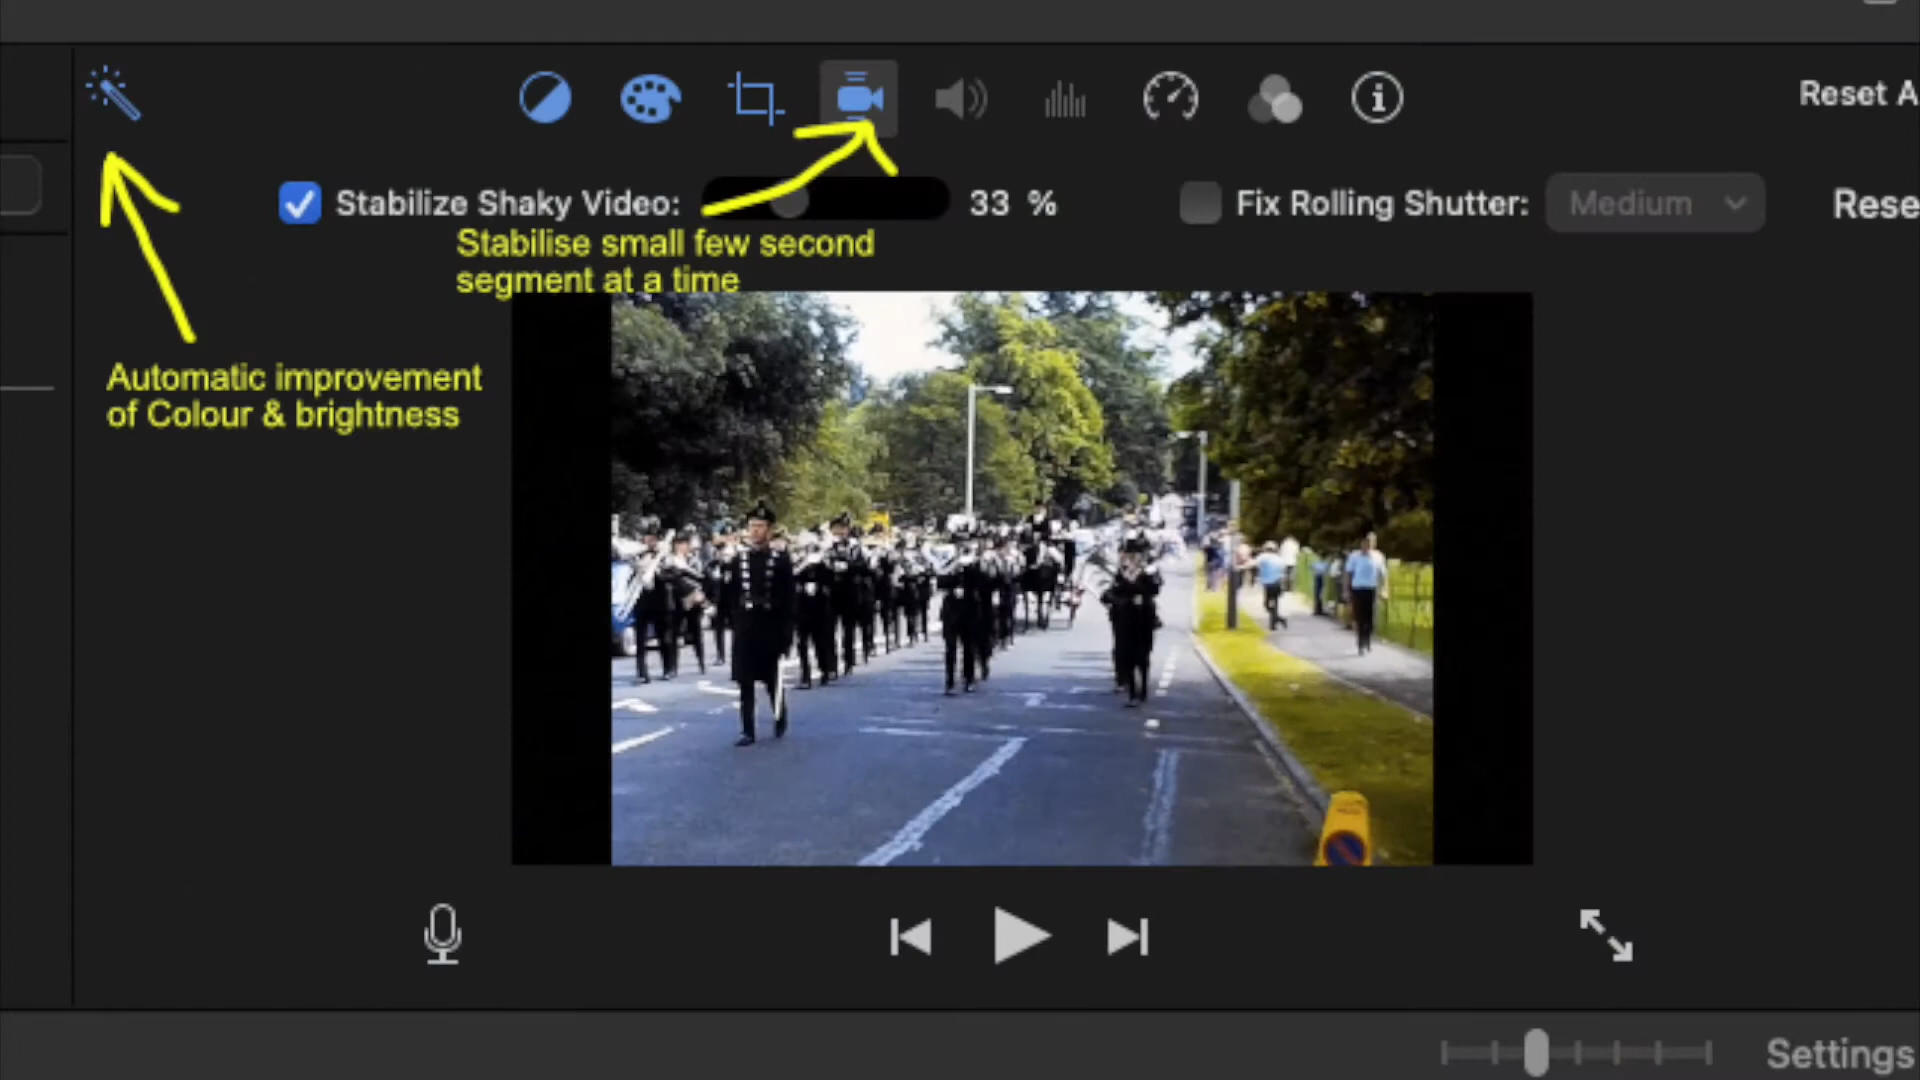 Reset A
Stabilize Shaky Video: 33 % Fix Rolling Shutter: Medium Rese
Stabilise small few second
segment at a time
Automatic improvement
of Colour & brightness
Settings